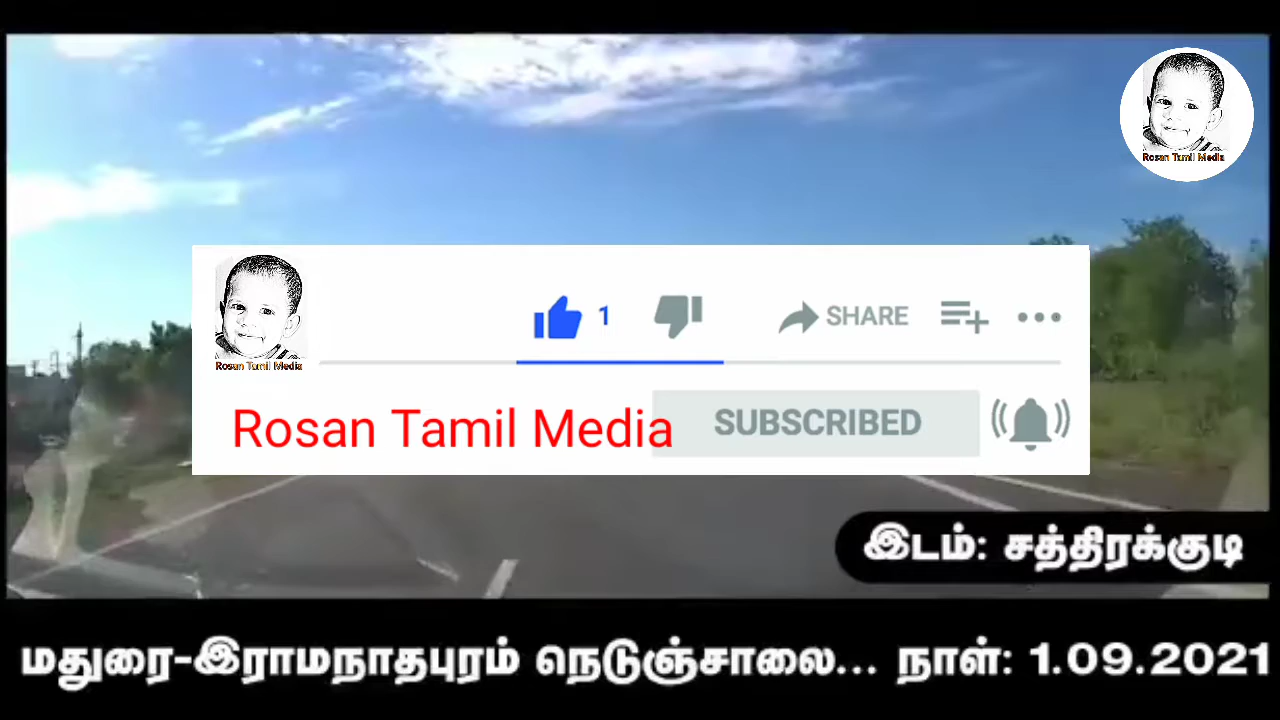 Rosan Tamil Media
1
SHARE
Rosan Tamil Media
Rosan Tamil Media
SUBSCRIBED
இடம்: சத்திரக்குடி
மதுரை-இராமநாதபுரம் நெடுஞ்சாலை... நாள்: 1.09.2021